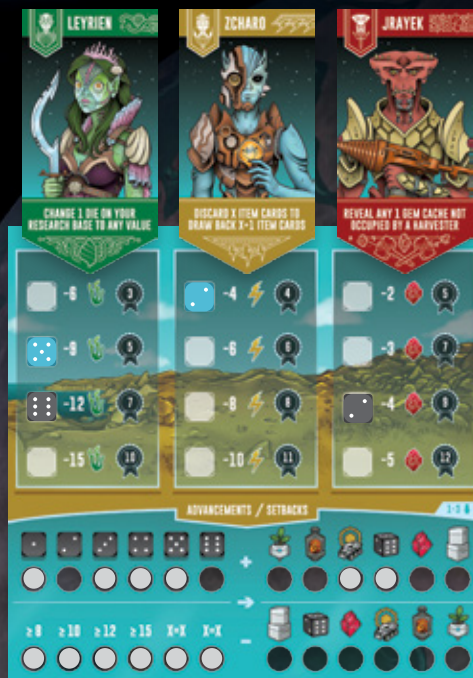 LEYRIEN
ZCHARO
JRAYEK
CHANGE 1 DIE ON YOUR
RESEARCH BASE TO ANY VALUE
DISCARD X ITEM CARDS TO
DRAW BACK X+1 ITEM CARDS
REVEAL ANY 1 GEM CACHE NOT
OCCUPIED BY A HARVESTER
-6 3 -4 4 -2 5
-9 5 -6 6 -3 7
-12 7 -8 8 -4 9
-15 10 -10 11 -5 12
ADVANCEMENTS / SETBACKS
1-3
+
≥8 ≥10 ≥12 ≥15 X=X X=X -